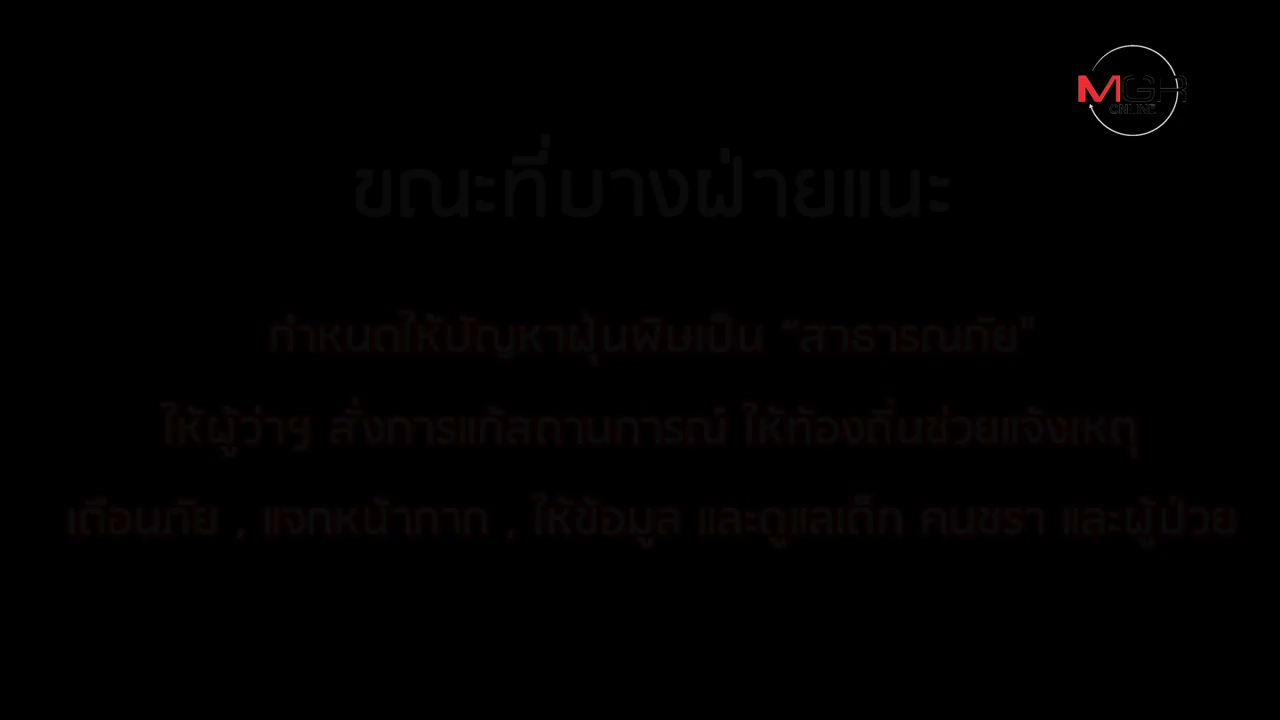 MGR
ONLINE
ขณะที่บางฝ่ายแนะ
กำหนดให้ปัญหาฝุ่นพิษเป็น “สาธารณภัย"
ให้ผู้ว่าฯ สั่งการแก้สถานการณ์ ให้ท้องถิ่นช่วยแจ้งเหตุ
เตือนภัย , แจกหน้ากาก , ให้ข้อมูล และดูแลเด็ก คนชรา และผู้ป่วย